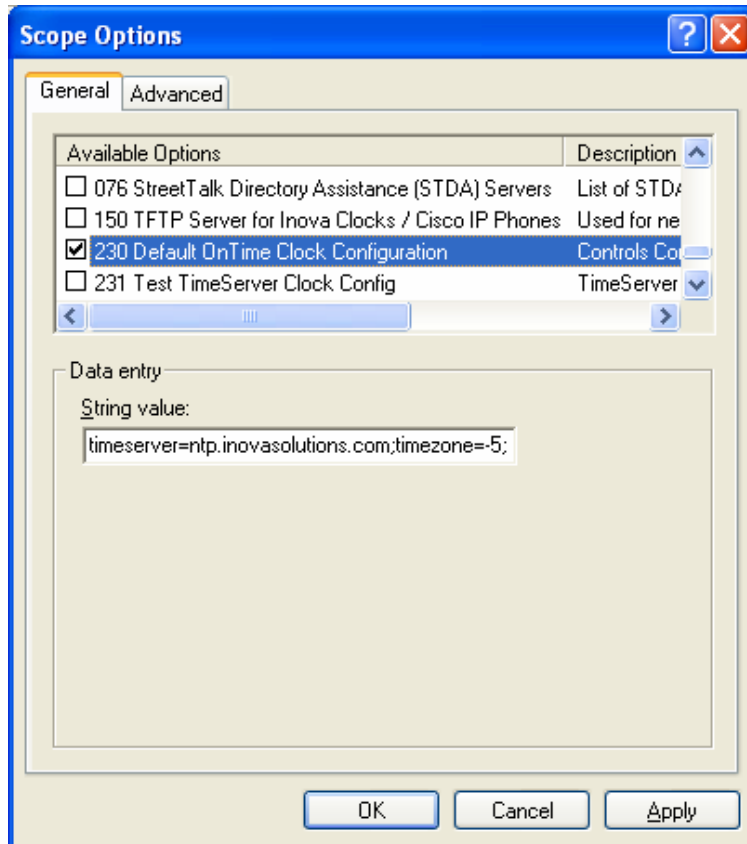 Scope Options
General Advanced
Available Options Description
076 StreetTalk Directory Assistance (STDA) Servers List of STDA
150 TFTP Server for Inova Clocks / Cisco IP Phones Used for ne
230 Default OnTime Clock Configuration Controls Co
231 Test TimeServer Clock Config TimeServer
Data entry
String value:
timeserver=ntp.inovasolutions.com;timezone=-5;
OK Cancel Apply